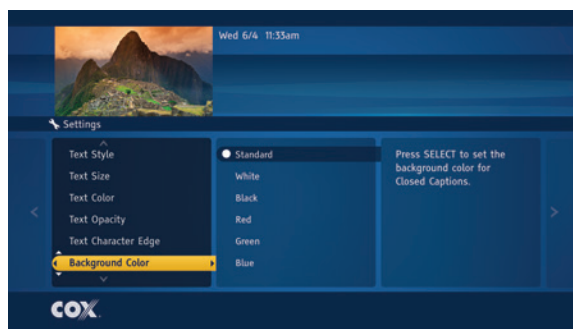 Wed 6/4 11:33am
Settings
Text Style
Text Size
Text Color
Text Opacity
Text Character Edge
Background Color
Standard
White
Black
Red
Green
Blue
Press SELECT to set the
background color for
Closed Captions.
COX